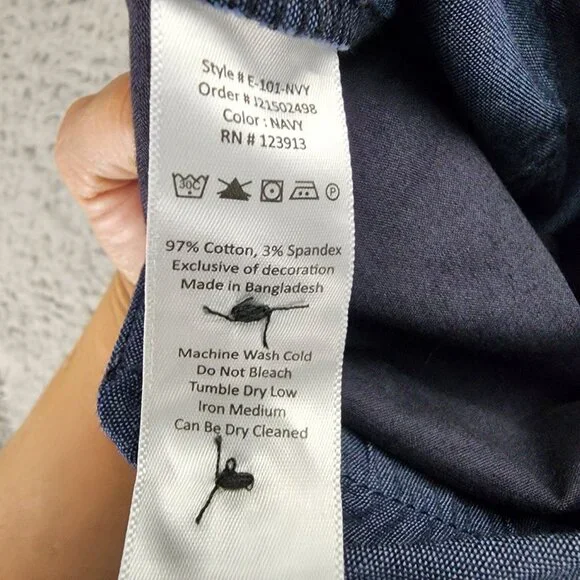 Style # E-101-NVY
Order # J21502498
Color : NAVY
RN # 123913
30C P
97% Cotton, 3% Spandex
Exclusive of decoration
Made in Bangladesh
Machine Wash Cold
Do Not Bleach
Tumble Dry Low
Iron Medium
Can Be Dry Cleaned